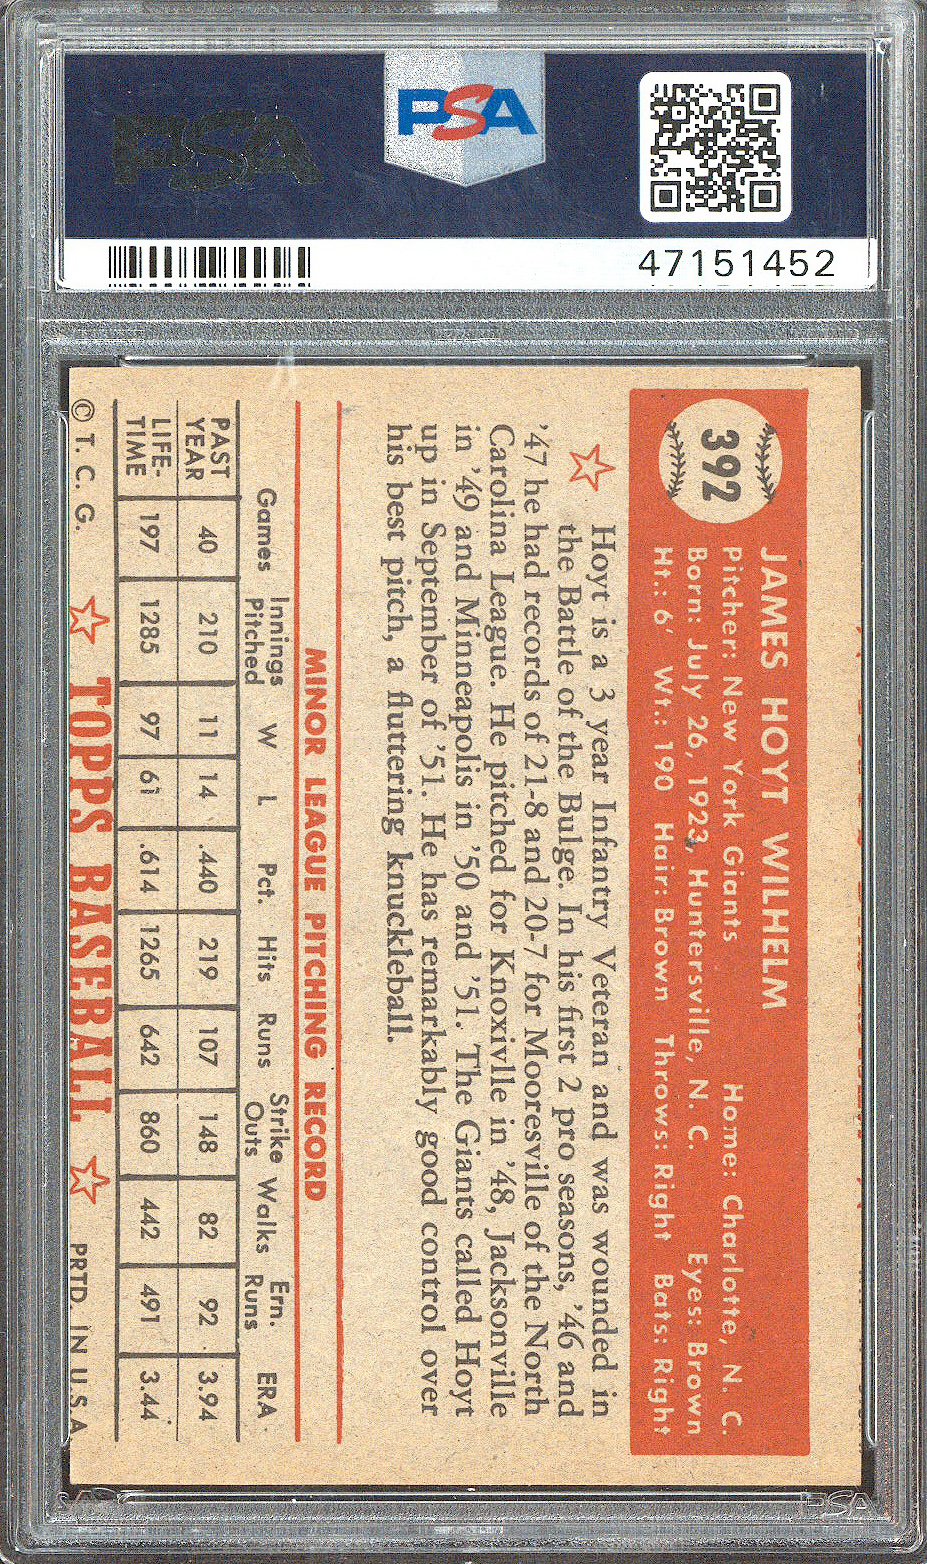 PSA
PSA
47151452
392
JAMES HOYT WILHELM
Pitcher: New York Giants Home: Charlotte, N. C.
Born: July 26, 1923, Huntersville, N. C. Eyes: Brown
Ht.: 6' Wt.: 190 Hair: Brown Throws: Right Bats: Right
Hoyt is a 3 year Infantry Veteran and was wounded in
the Battle of the Bulge. In his first 2 pro seasons, '46 and
'47 he had records of 21-8 and 20-7 for Mooresville of the North
Carolina League. He pitched for Knoxivlle in '48, Jacksonville
in '49 and Minneapolis in '50 and '51. The Giants called Hoyt
up in September of '51. He has remarkably good control over
his best pitch, a fluttering knuckleball.
MINOR LEAGUE PITCHING RECORD
Games Innings Pitched W L Pct. Hits Runs Strike Outs Walks Ern. Runs ERA
PAST YEAR 40 210 11 14 .440 219 107 148 82 92 3.94
LIFE-TIME 197 1285 97 61 .614 1265 642 860 442 491 3.44
© T. C. G. TOPPS BASEBALL PRTD. IN U.S.A.
PSA